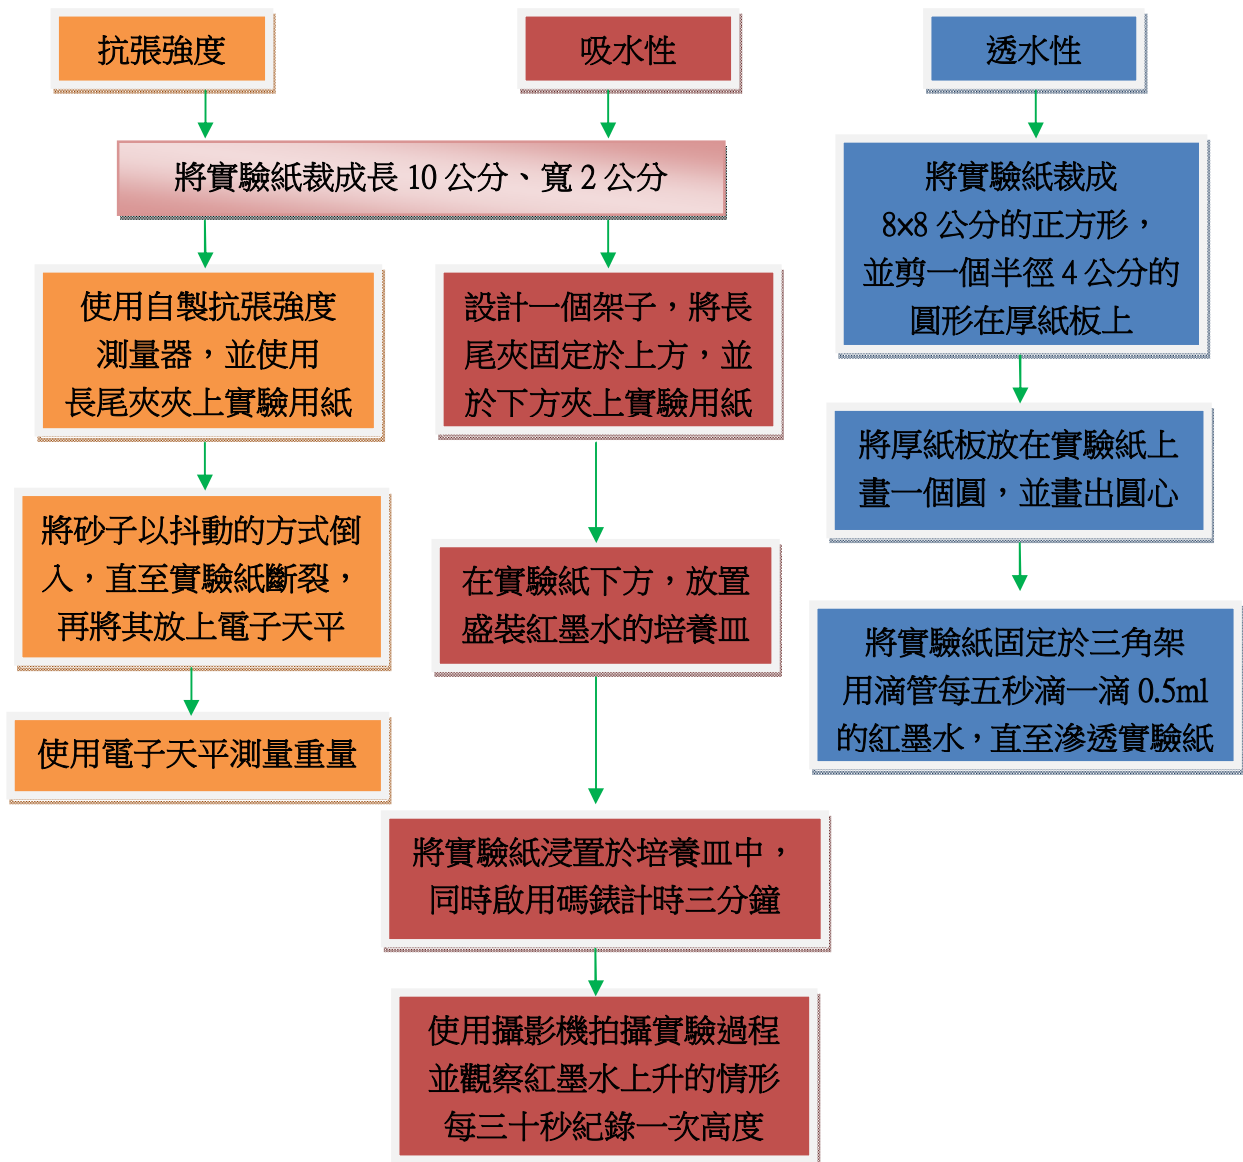 抗張強度
吸水性
透水性
將實驗紙裁成長 10 公分、寬 2 公分
使用自製抗張強度
測量器，並使用
長尾夾夾上實驗用紙
將砂子以抖動的方式倒
入，直至實驗紙斷裂，
再將其放上電子天平
使用電子天平測量重量
設計一個架子，將長
尾夾固定於上方，並
於下方夾上實驗用紙
在實驗紙下方，放置
盛裝紅墨水的培養皿
將實驗紙浸置於培養皿中，
同時啟用碼錶計時三分鐘
使用攝影機拍攝實驗過程
並觀察紅墨水上升的情形
每三十秒紀錄一次高度
將實驗紙裁成
8×8 公分的正方形，
並剪一個半徑 4 公分的
圓形在厚紙板上
將厚紙板放在實驗紙上
畫一個圓，並畫出圓心
將實驗紙固定於三角架
用滴管每五秒滴一滴 0.5ml
的紅墨水，直至滲透實驗紙